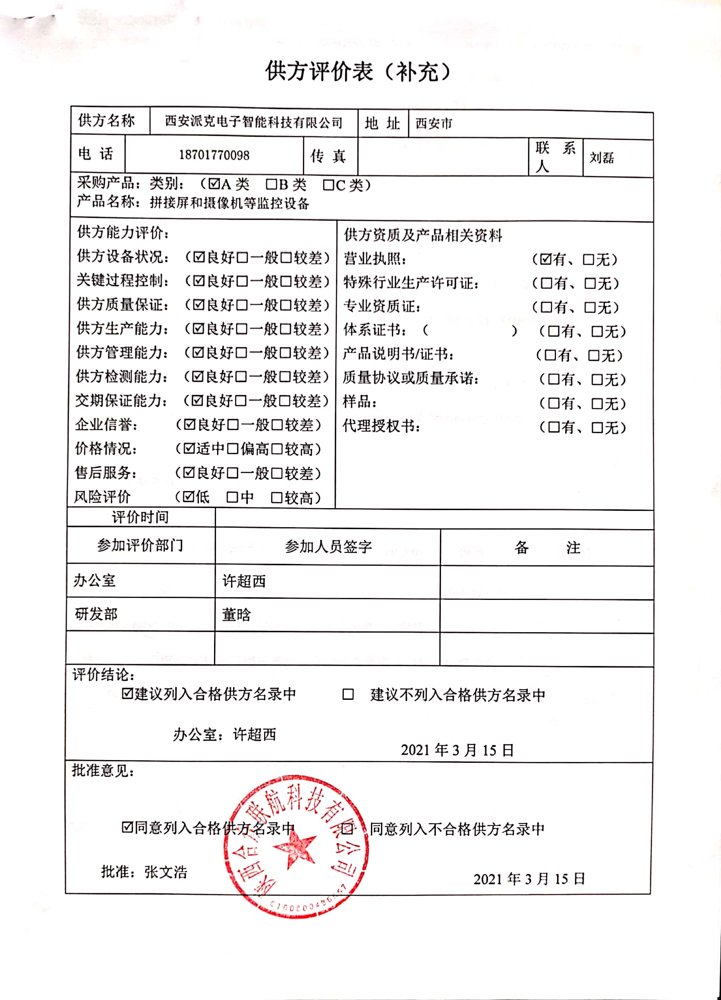 供方评价表（补充）
供方名称 西安派克电子智能科技有限公司 地 址 西安市
电 话 18701770098 传 真 联 系人 刘磊
采购产品：类别：（☑A 类 □B 类 □C 类）
产品名称：拼接屏和摄像机等监控设备
供方能力评价：
供方设备状况：（☑良好□一般□较差）
关键过程控制：（☑良好□一般□较差）
供方质量保证：（☑良好□一般□较差）
供方生产能力：（☑良好□一般□较差）
供方管理能力：（☑良好□一般□较差）
供方检测能力：（☑良好□一般□较差）
交期保证能力：（☑良好□一般□较差）
企业信誉：（☑良好□一般□较差）
价格情况：（☑适中□偏高□较高）
售后服务：（☑良好□一般□较差）
风险评价 （☑低 □中 □较高）
供方资质及产品相关资料
营业执照：（☑有、□无）
特殊行业生产许可证：（□有、□无）
专业资质证：（□有、□无）
体系证书：（ ）（□有、□无）
产品说明书/证书：（□有、□无）
质量协议或质量承诺：（□有、□无）
样品：（□有、□无）
代理授权书：（□有、□无）
评价时间
参加评价部门 参加人员签字 备 注
办公室 许超西
研发部 董晗
评价结论：
☑建议列入合格供方名录中 □ 建议不列入合格供方名录中
办公室：许超西
2021 年 3 月 15 日
批准意见：
☑同意列入合格供方名录中 □ 同意列入不合格供方名录中
批准：张文浩
2021 年 3 月 15 日
陕西合众联航科技有限公司